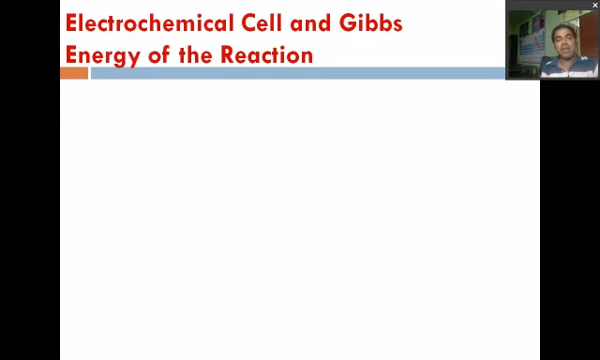 Electrochemical Cell and Gibbs
Energy of the Reaction